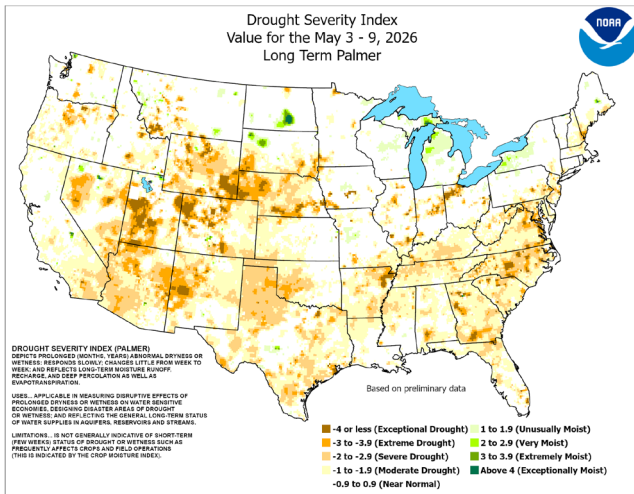 Drought Severity Index
Value for the May 3 - 9, 2026
Long Term Palmer
NOAA
DROUGHT SEVERITY INDEX (PALMER)
DEPICTS PROLONGED (MONTHS, YEARS) ABNORMAL DRYNESS OR
WETNESS; RESPONDS SLOWLY; CHANGES LITTLE FROM WEEK TO
WEEK; AND REFLECTS LONG-TERM MOISTURE RUNOFF,
RECHARGE, AND DEEP PERCOLATION AS WELL AS
EVAPOTRANSPIRATION.
USES... APPLICABLE IN MEASURING DISRUPTIVE EFFECTS OF
PROLONGED DRYNESS OR WETNESS ON WATER SENSITIVE
ECONOMIES, DESIGNING DISASTER AREAS OF DROUGHT
OR WETNESS; AND REFLECTING THE GENERAL LONG-TERM STATUS
OF WATER SUPPLIES IN AQUIFERS, RESERVOIRS AND STREAMS.
LIMITATIONS... IS NOT GENERALLY INDICATIVE OF SHORT-TERM
(FEW WEEKS) STATUS OF DROUGHT OR WETNESS SUCH AS
FREQUENTLY AFFECTS CROPS AND FIELD OPERATIONS
(THIS IS INDICATED BY THE CROP MOISTURE INDEX).
Based on preliminary data
-4 or less (Exceptional Drought)
-3 to -3.9 (Extreme Drought)
-2 to -2.9 (Severe Drought)
-1 to -1.9 (Moderate Drought)
-0.9 to 0.9 (Near Normal)
1 to 1.9 (Unusually Moist)
2 to 2.9 (Very Moist)
3 to 3.9 (Extremely Moist)
Above 4 (Exceptionally Moist)